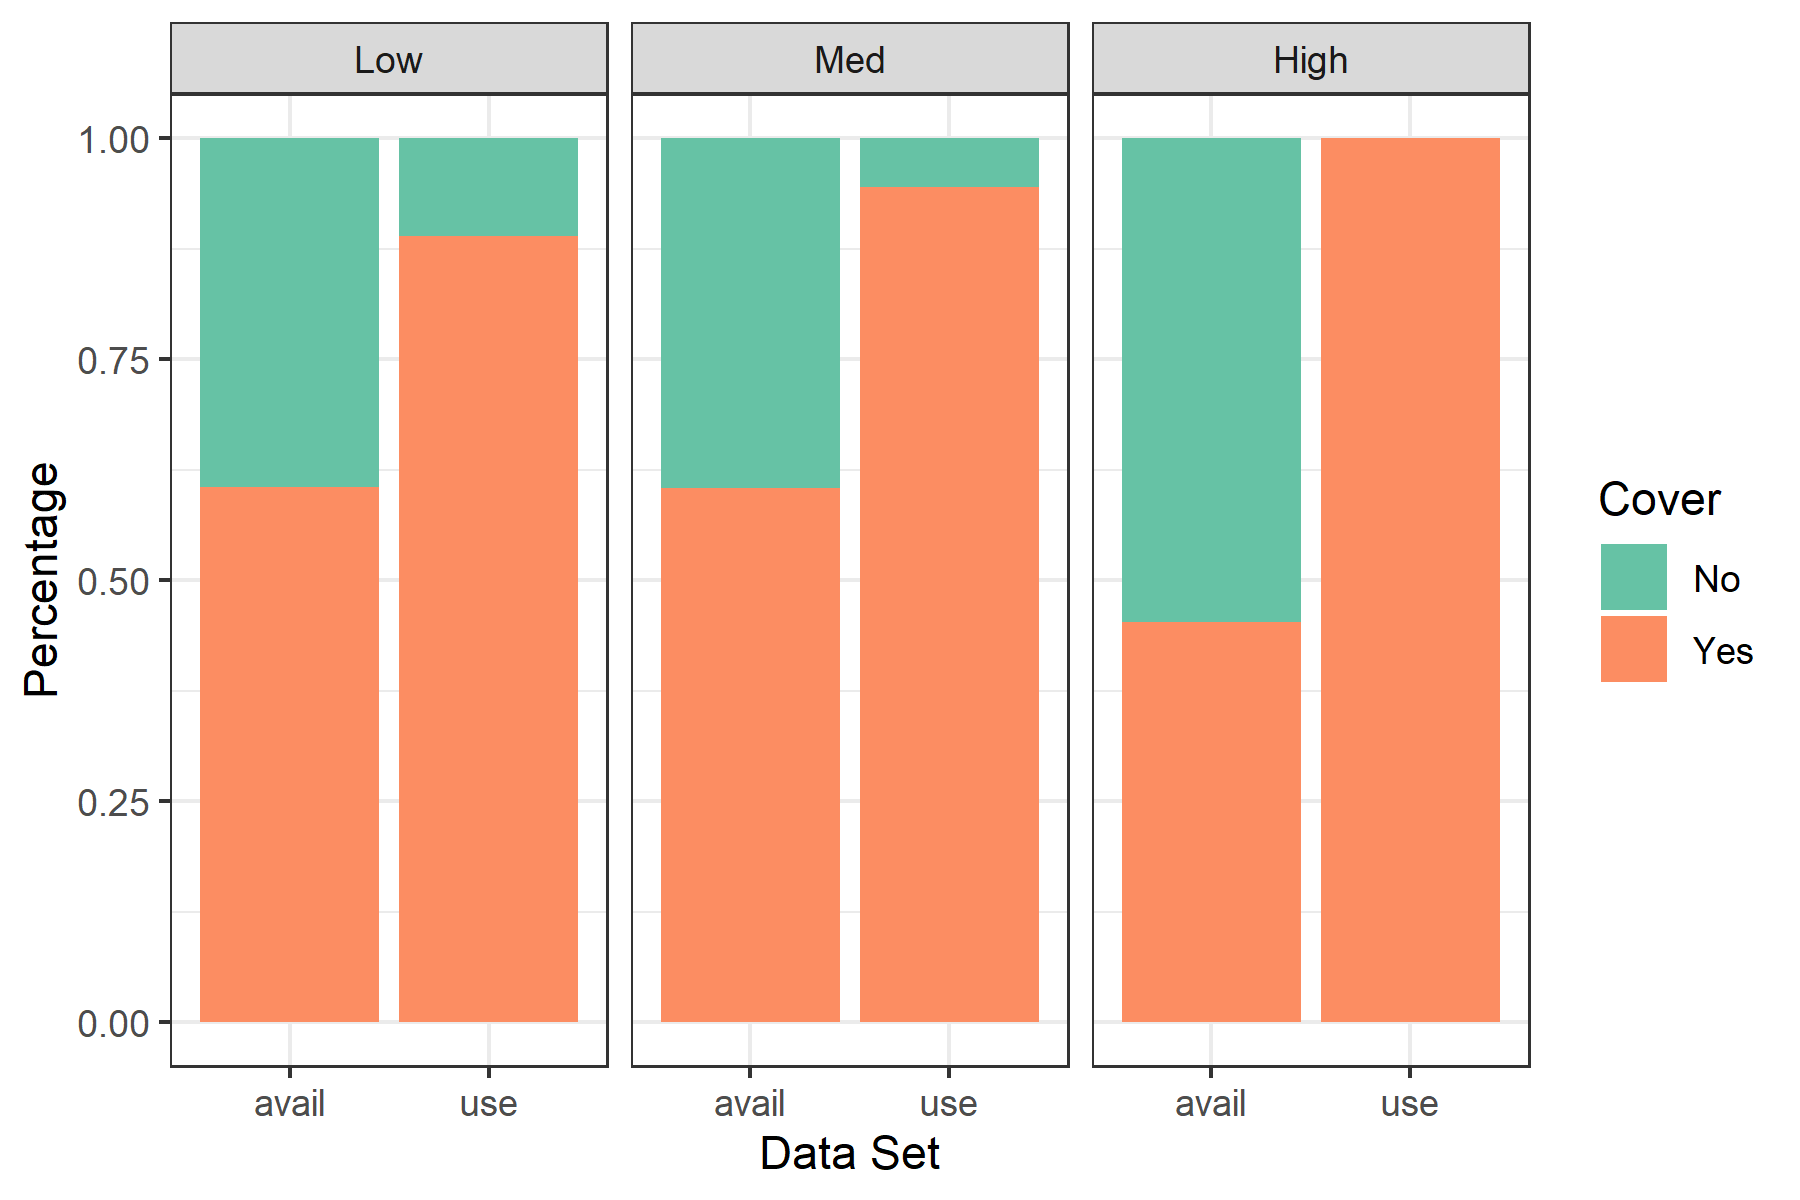 Low Med High
1.00
0.75
0.50
0.25
0.00
Percentage
avail use avail use avail use
Data Set
Cover
No
Yes